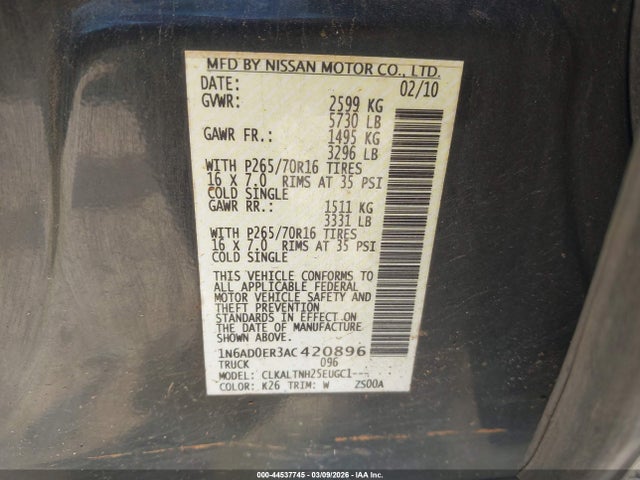 MFD BY NISSAN MOTOR CO., LTD.
DATE: 02/10
GVWR: 2599 KG
5730 LB
GAWR FR.: 1495 KG
3296 LB
WITH P265/70R16 TIRES
16 X 7.0 RIMS AT 35 PSI
COLD SINGLE
GAWR RR.: 1511 KG
3331 LB
WITH P265/70R16 TIRES
16 X 7.0 RIMS AT 35 PSI
COLD SINGLE
THIS VEHICLE CONFORMS TO
ALL APPLICABLE FEDERAL
MOTOR VEHICLE SAFETY AND
THEFT PREVENTION
STANDARDS IN EFFECT ON
THE DATE OF MANUFACTURE
SHOWN ABOVE.
1N6AD0ER3AC420896
TRUCK 096
MODEL: CLKALTNH25EUGC1---
COLOR: K26 TRIM: W ZS00A
000-44537745 - 03/09/2026 - IAA Inc.